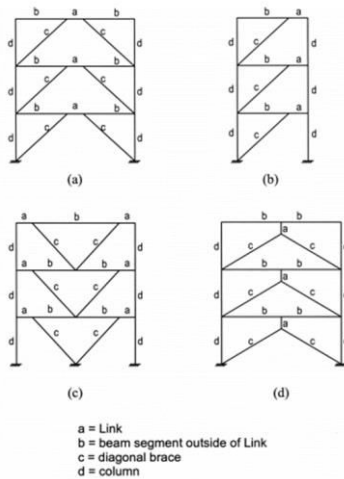 b a b
c c
d d
b a b
c c
d d
b a b
c c
d d
(a)
b a
d c d
b a
d c d
b a
d c d
(b)
a b a
d c c d
a b b a
d c c d
a b b a
d c c d
(c)
b b
a
d c c d
b b
a
d c c d
b b
a
d c c d
(d)
a = Link
b = beam segment outside of Link
c = diagonal brace
d = column